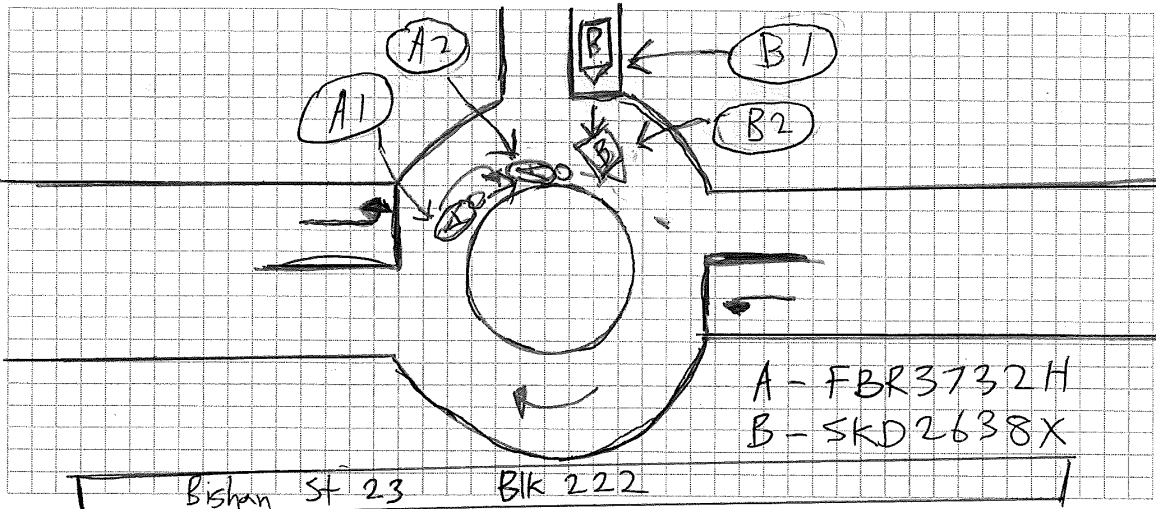 A2
B
B1
A1
B2
B
A
A
A - FBR3732H
B - SKD2638X
Bishan St 23 Blk 222